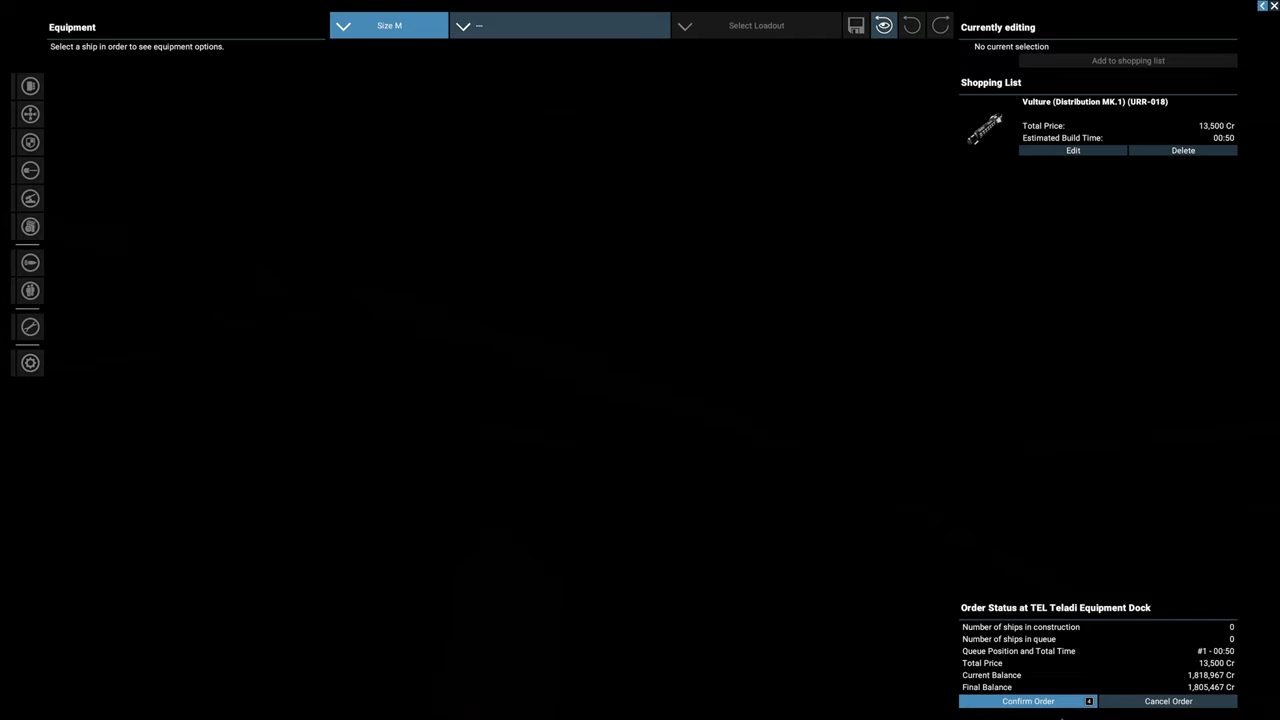 Equipment
Select a ship in order to see equipment options.
Size M
—
Select Loadout
Currently editing
No current selection
Add to shopping list
Shopping List
Vulture (Distribution MK.1) (URR-018)
Total Price: 13,500 Cr
Estimated Build Time: 00:50
Edit Delete
Order Status at TEL Teladi Equipment Dock
Number of ships in construction 0
Number of ships in queue 0
Queue Position and Total Time #1 - 00:50
Total Price 13,500 Cr
Current Balance 1,818,967 Cr
Final Balance 1,805,467 Cr
Confirm Order 4 Cancel Order